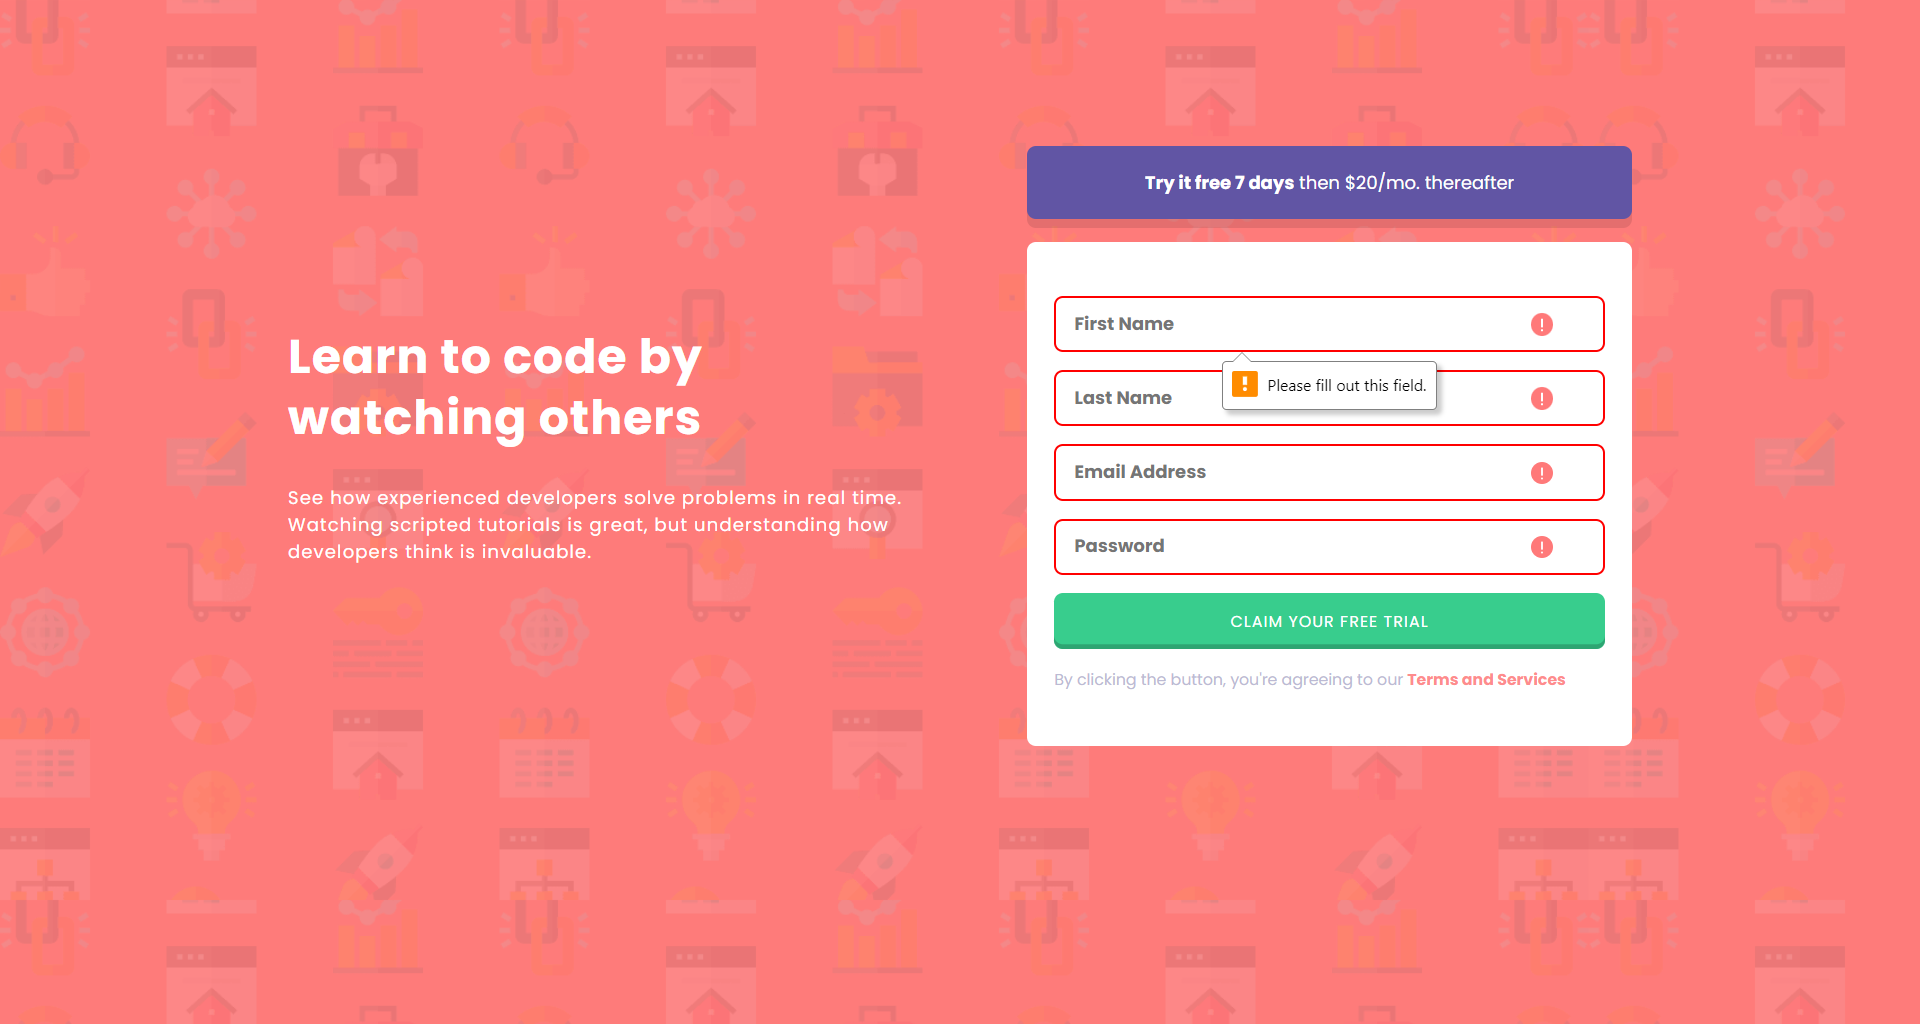 Learn to code by
watching others
See how experienced developers solve problems in real time.
Watching scripted tutorials is great, but understanding how
developers think is invaluable.
Try it free 7 days then $20/mo. thereafter
First Name
Please fill out this field.
Last Name
Email Address
Password
CLAIM YOUR FREE TRIAL
By clicking the button, you're agreeing to our Terms and Services